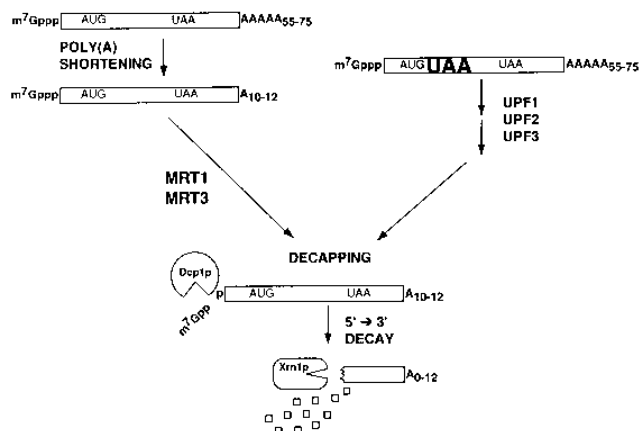 m7Gppp AUG UAA AAAAA55-75
POLY(A)
SHORTENING
m7Gppp AUG UAA A10-12
m7Gppp AUG UAA UAA AAAAA55-75
UPF1
UPF2
UPF3
MRT1
MRT3
DECAPPING
Dcp1p
m7Gpp p AUG UAA A10-12
5' → 3'
DECAY
Xrn1p A0-12